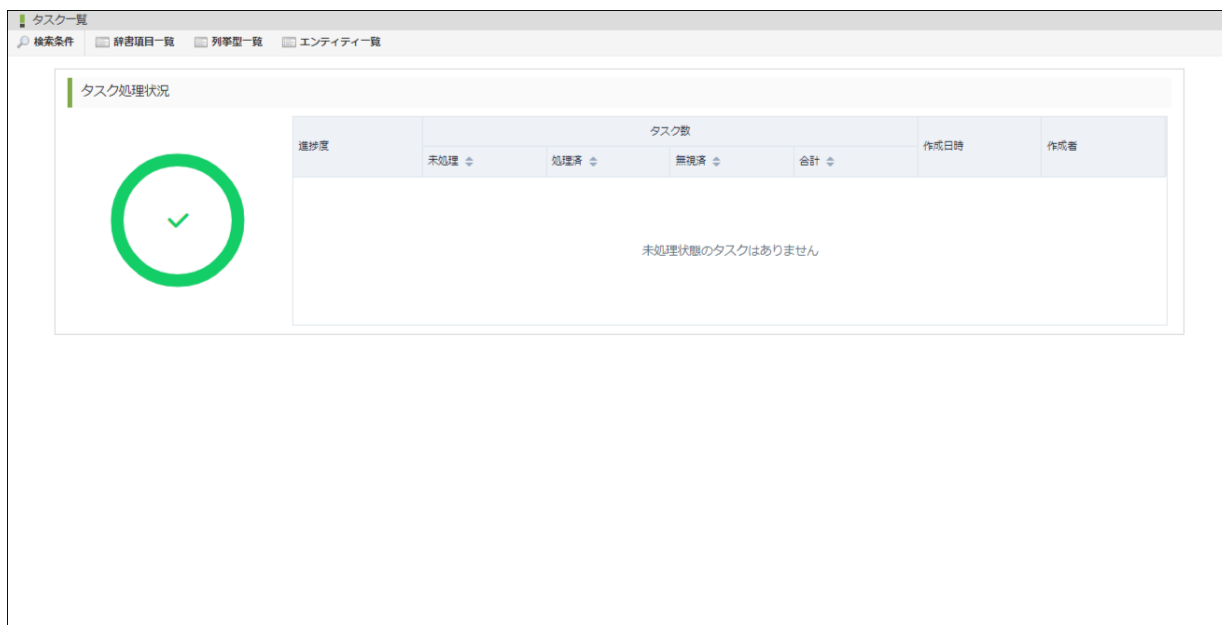 タスク一覧
検索条件 辞書項目一覧 列挙型一覧 エンティティ一覧
タスク処理状況
タスク数
進捗度 作成日時 作成者
未処理 処理済 無視済 合計
未処理状態のタスクはありません